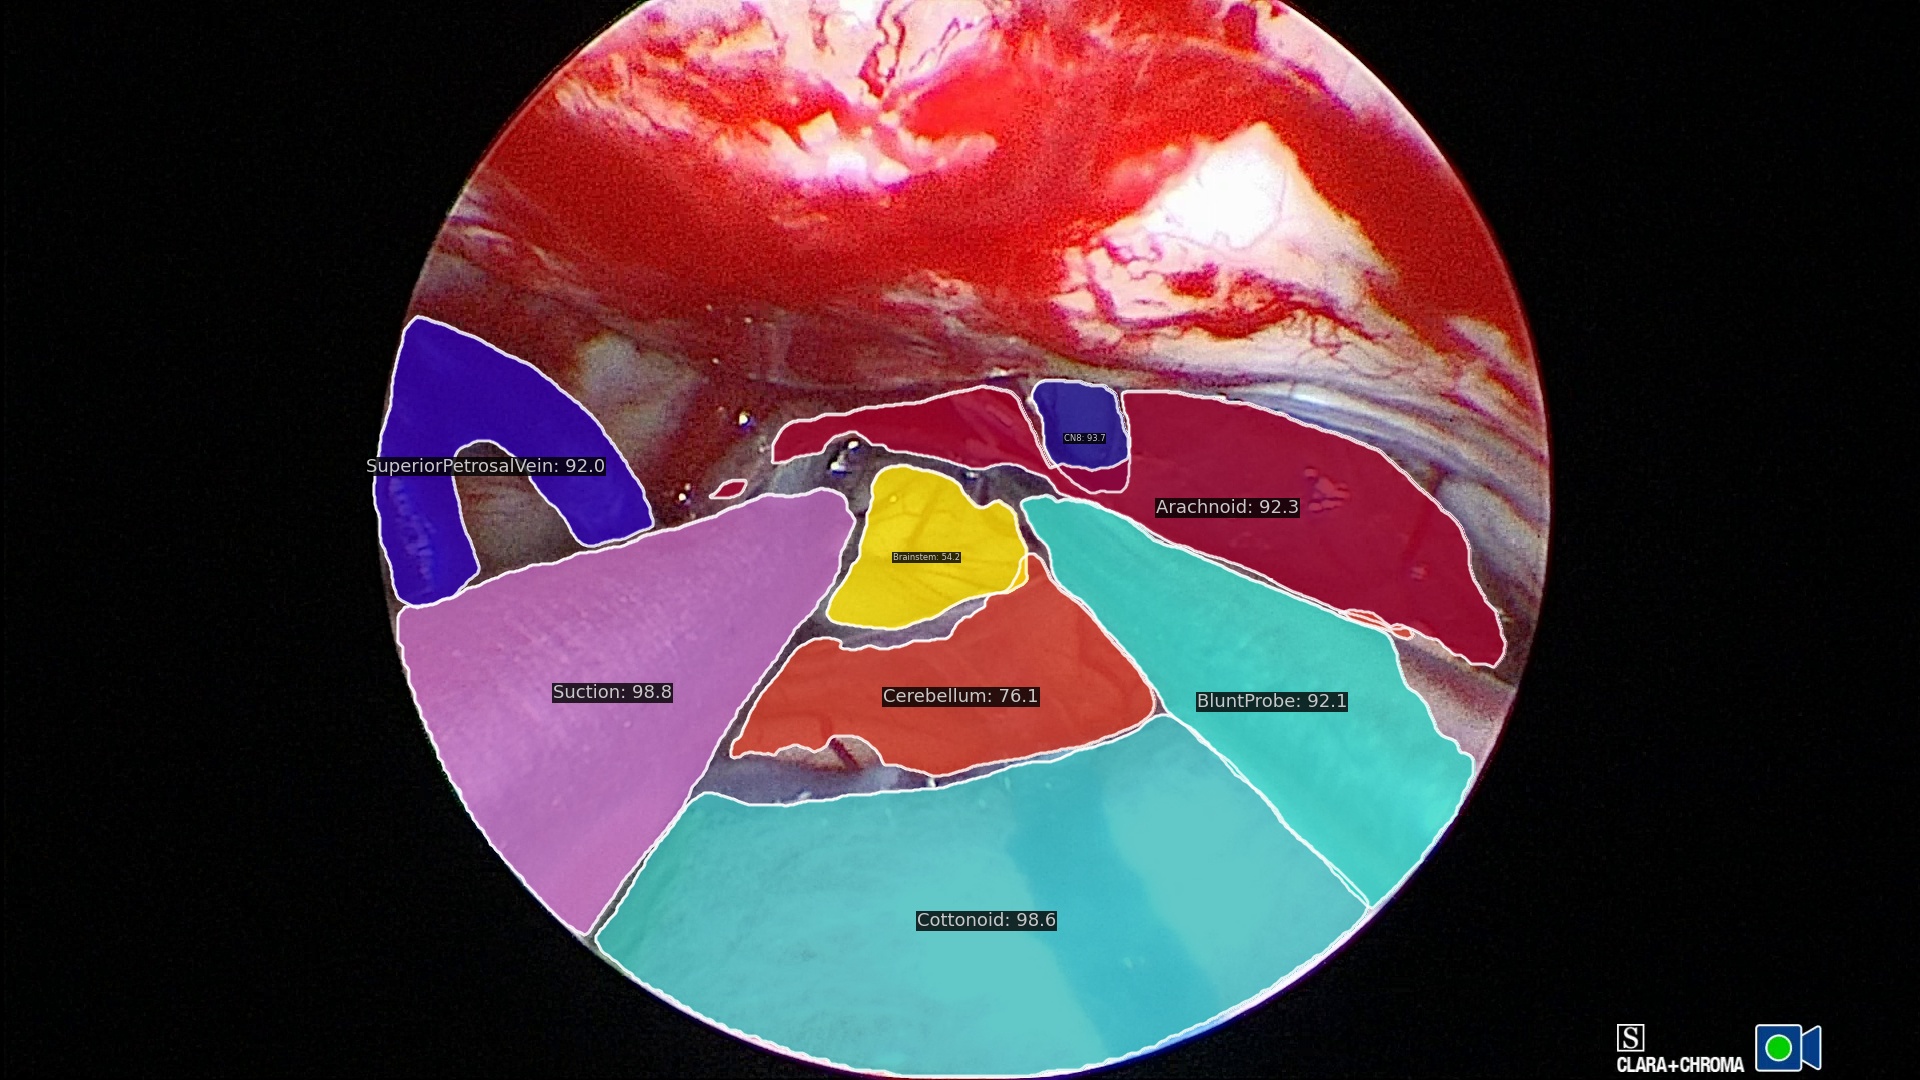 CN8: 93.7
SuperiorPetrosalVein: 92.0
Arachnoid: 92.3
Brainstem: 54.2
Suction: 98.8
Cerebellum: 76.1
BluntProbe: 92.1
Cottonoid: 98.6
S
CLARA+CHROMA